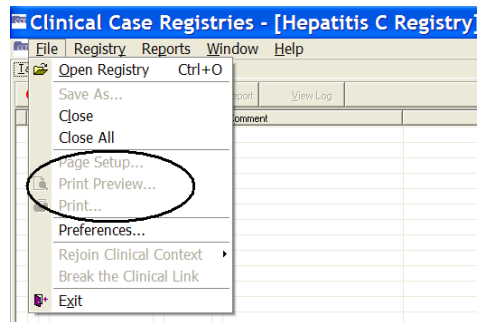 Clinical Case Registries - [Hepatitis C Registry]
File Registry Reports Window Help
Open Registry Ctrl+O
Save As...
View Log
Close
Comment
Close All
Page Setup...
Print Preview...
Print...
Preferences...
Rejoin Clinical Context
Break the Clinical Link
Exit